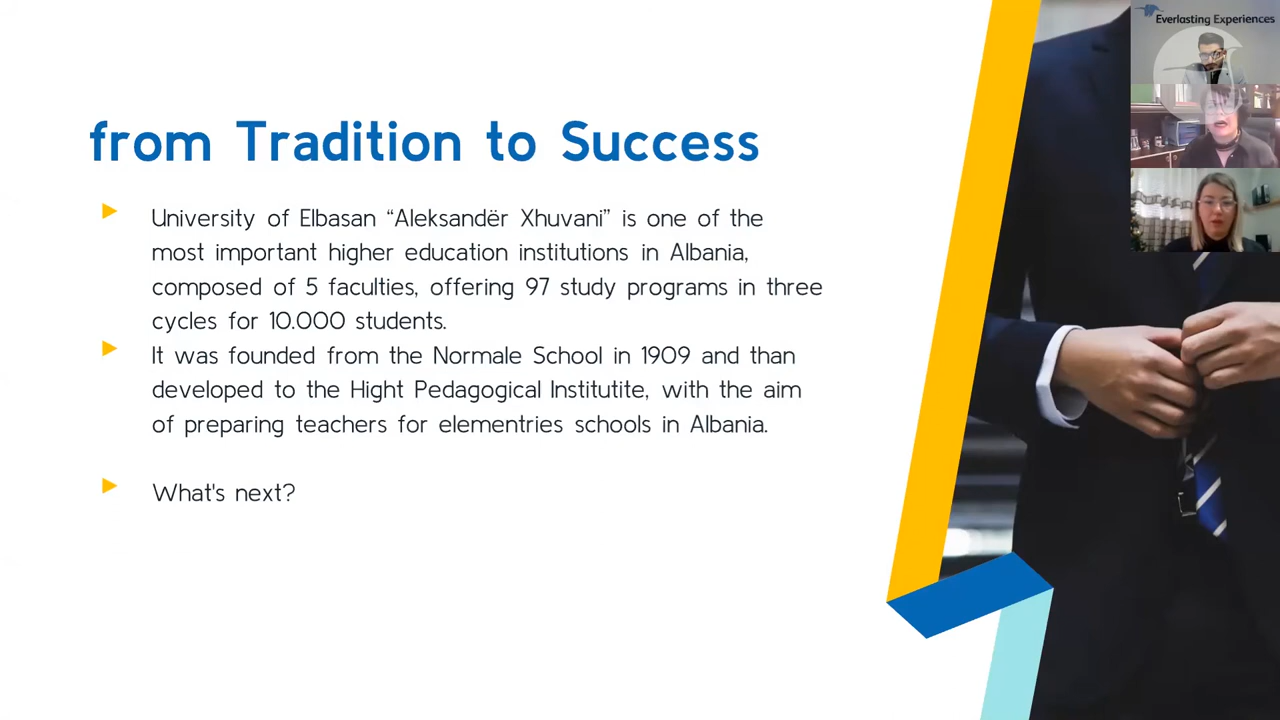 Everlasting Experiences
from Tradition to Success
University of Elbasan “Aleksandër Xhuvani” is one of the
most important higher education institutions in Albania,
composed of 5 faculties, offering 97 study programs in three
cycles for 10.000 students.
It was founded from the Normale School in 1909 and than
developed to the Hight Pedagogical Institutite, with the aim
of preparing teachers for elementries schools in Albania.
What's next?